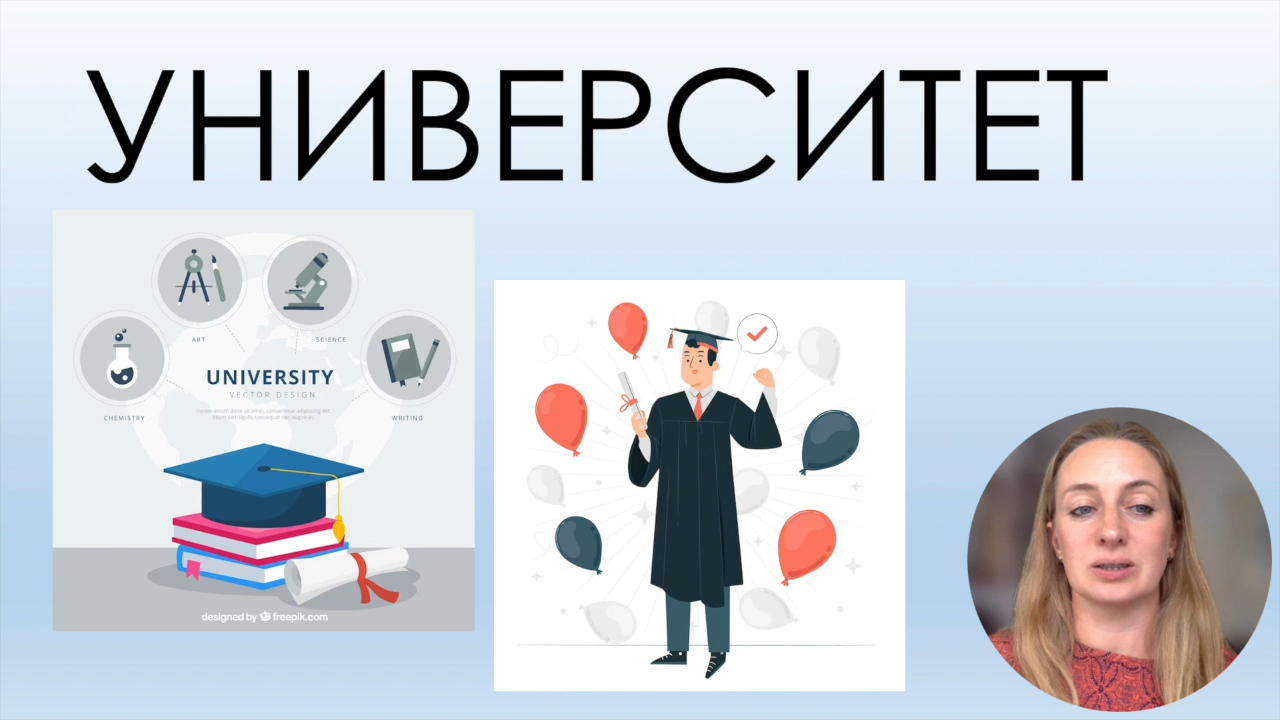 УНИВЕРСИТЕТ
ART
SCIENCE
UNIVERSITY
VECTOR DESIGN
CHEMISTRY
WRITING
designed by freepik.com